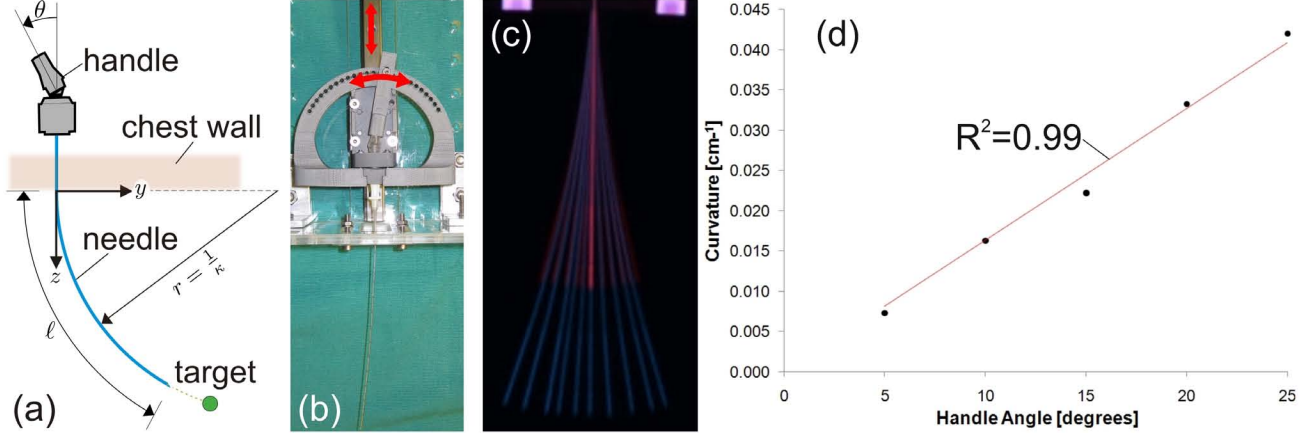 θ
handle
chest wall
y
needle
z
r = 1/κ
ℓ
target
(a)
(b)
(c)
(d)
0.045
0.040
0.035
0.030
0.025
0.020
0.015
0.010
0.005
0.000
Curvature [cm-¹]
R²=0.99
0 5 10 15 20 25
Handle Angle [degrees]